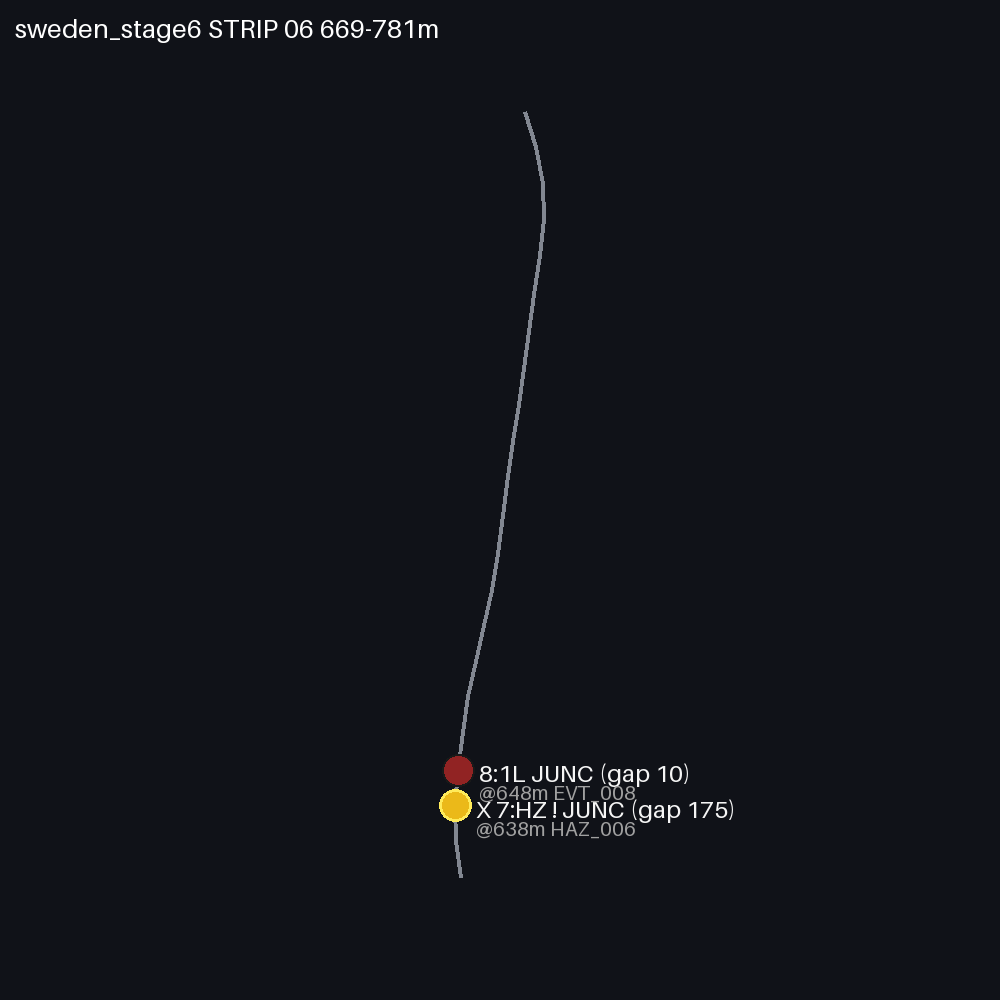 sweden_stage6 STRIP 06 669-781m
8:1L JUNC (gap 10)
@648m EVT_008
X 7:HZ ! JUNC (gap 175)
@638m HAZ_006